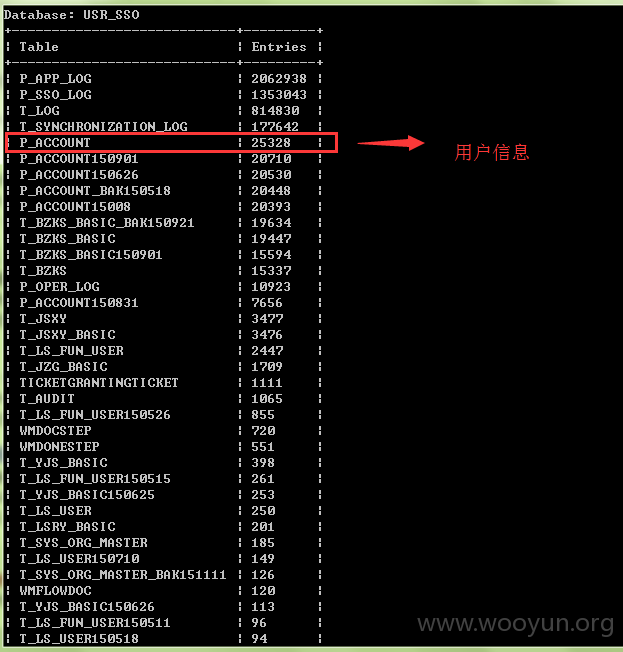 Database: USR_SSO
Table ¦ Entries
P_APP_LOG ¦ 2062938
P_SSO_LOG ¦ 1353043
T_LOG ¦ 814830
T_SYNCHRONIZATION_LOG ¦ 177642
P_ACCOUNT ¦ 25328
用户信息
P_ACCOUNT150901 ¦ 20710
P_ACCOUNT150626 ¦ 20530
P_ACCOUNT_BAK150518 ¦ 20448
P_ACCOUNT15008 ¦ 20393
T_BZKS_BASIC_BAK150921 ¦ 19634
T_BZKS_BASIC ¦ 19447
T_BZKS_BASIC150901 ¦ 15594
T_BZKS ¦ 15337
P_OPER_LOG ¦ 10923
P_ACCOUNT150831 ¦ 7656
T_JSXY ¦ 3477
T_JSXY_BASIC ¦ 3476
T_LS_FUN_USER ¦ 2447
T_JZG_BASIC ¦ 1709
TICKETGRANTINGTICKET ¦ 1111
T_AUDIT ¦ 1065
T_LS_FUN_USER150526 ¦ 855
WMDOCSTEP ¦ 720
WMDONESTEP ¦ 551
T_YJS_BASIC ¦ 398
T_LS_FUN_USER150515 ¦ 261
T_YJS_BASIC150625 ¦ 253
T_LS_USER ¦ 250
T_LSRY_BASIC ¦ 201
T_SYS_ORG_MASTER ¦ 185
T_LS_USER150710 ¦ 149
T_SYS_ORG_MASTER_BAK151111 ¦ 126
WMFLOWDOC ¦ 120
T_YJS_BASIC150626 ¦ 113
T_LS_FUN_USER150511 ¦ 96
T_LS_USER150518 ¦ 94
www.wooyun.org